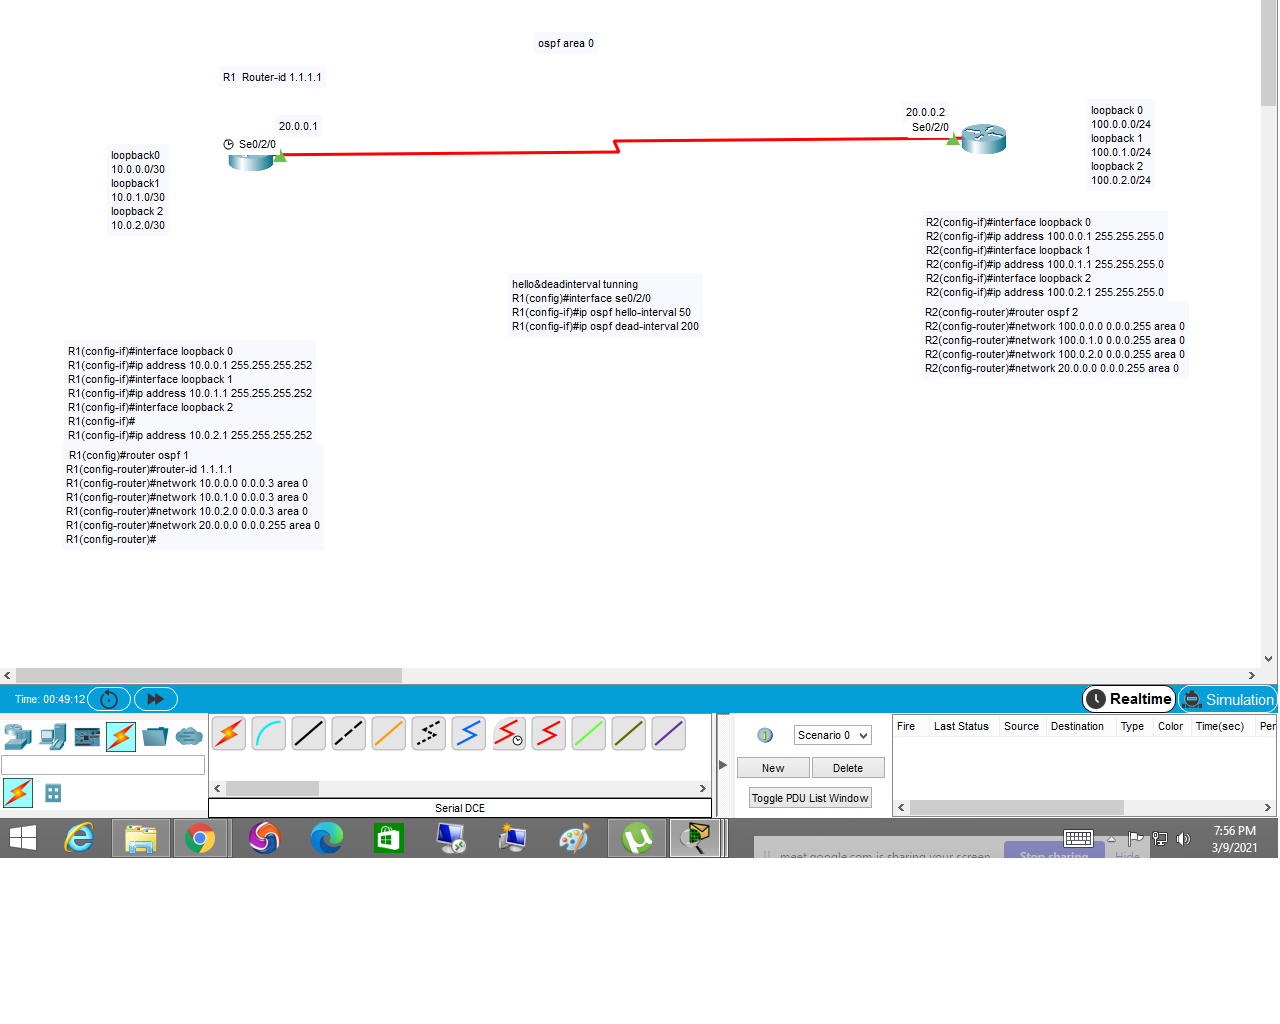 ospf area 0
R1  Router-id 1.1.1.1
20.0.0.1
Se0/2/0
loopback0
10.0.0.0/30
loopback1
10.0.1.0/30
loopback 2
10.0.2.0/30
20.0.0.2
Se0/2/0
loopback 0
100.0.0.0/24
loopback 1
100.0.1.0/24
loopback 2
100.0.2.0/24
R2(config-if)#interface loopback 0
R2(config-if)#ip address 100.0.0.1 255.255.255.0
R2(config-if)#interface loopback 1
R2(config-if)#ip address 100.0.1.1 255.255.255.0
R2(config-if)#interface loopback 2
R2(config-if)#ip address 100.0.2.1 255.255.255.0
R2(config-router)#router ospf 2
R2(config-router)#network 100.0.0.0 0.0.0.255 area 0
R2(config-router)#network 100.0.1.0 0.0.0.255 area 0
R2(config-router)#network 100.0.2.0 0.0.0.255 area 0
R2(config-router)#network 20.0.0.0 0.0.0.255 area 0
hello&deadinterval tunning
R1(config)#interface se0/2/0
R1(config-if)#ip ospf hello-interval 50
R1(config-if)#ip ospf dead-interval 200
R1(config-if)#interface loopback 0
R1(config-if)#ip address 10.0.0.1 255.255.255.252
R1(config-if)#interface loopback 1
R1(config-if)#ip address 10.0.1.1 255.255.255.252
R1(config-if)#interface loopback 2
R1(config-if)#
R1(config-if)#ip address 10.0.2.1 255.255.255.252
R1(config)#router ospf 1
R1(config-router)#router-id 1.1.1.1
R1(config-router)#network 10.0.0.0 0.0.0.3 area 0
R1(config-router)#network 10.0.1.0 0.0.0.3 area 0
R1(config-router)#network 10.0.2.0 0.0.0.3 area 0
R1(config-router)#network 20.0.0.0 0.0.0.255 area 0
R1(config-router)#
Time: 00:49:12
Realtime
Simulation
Scenario 0
New
Delete
Toggle PDU List Window
Fire Last Status Source Destination Type Color Time(sec) Per
Serial DCE
meet.google.com is sharing your screen.
Stop sharing
Hide
7:56 PM
3/9/2021